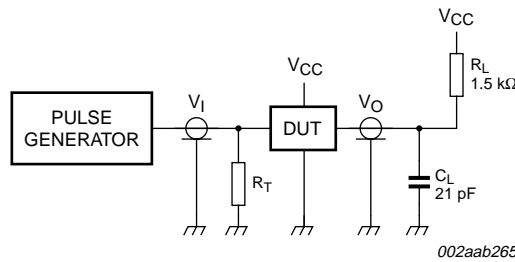 VCC
RL
1.5 kΩ
VCC
VI
VO
PULSE
GENERATOR
DUT
RT
CL
21 pF
002aab265